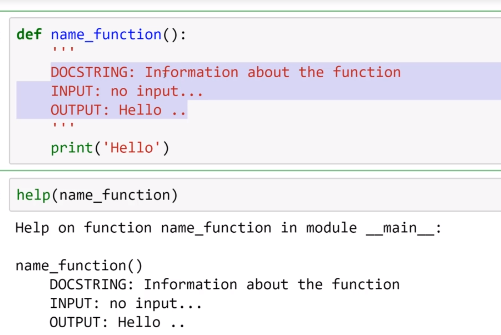 def name_function():
    '''
    DOCSTRING: Information about the function
    INPUT: no input...
    OUTPUT: Hello ..
    '''
    print('Hello')
help(name_function)
Help on function name_function in module __main__:
name_function()
    DOCSTRING: Information about the function
    INPUT: no input...
    OUTPUT: Hello ..